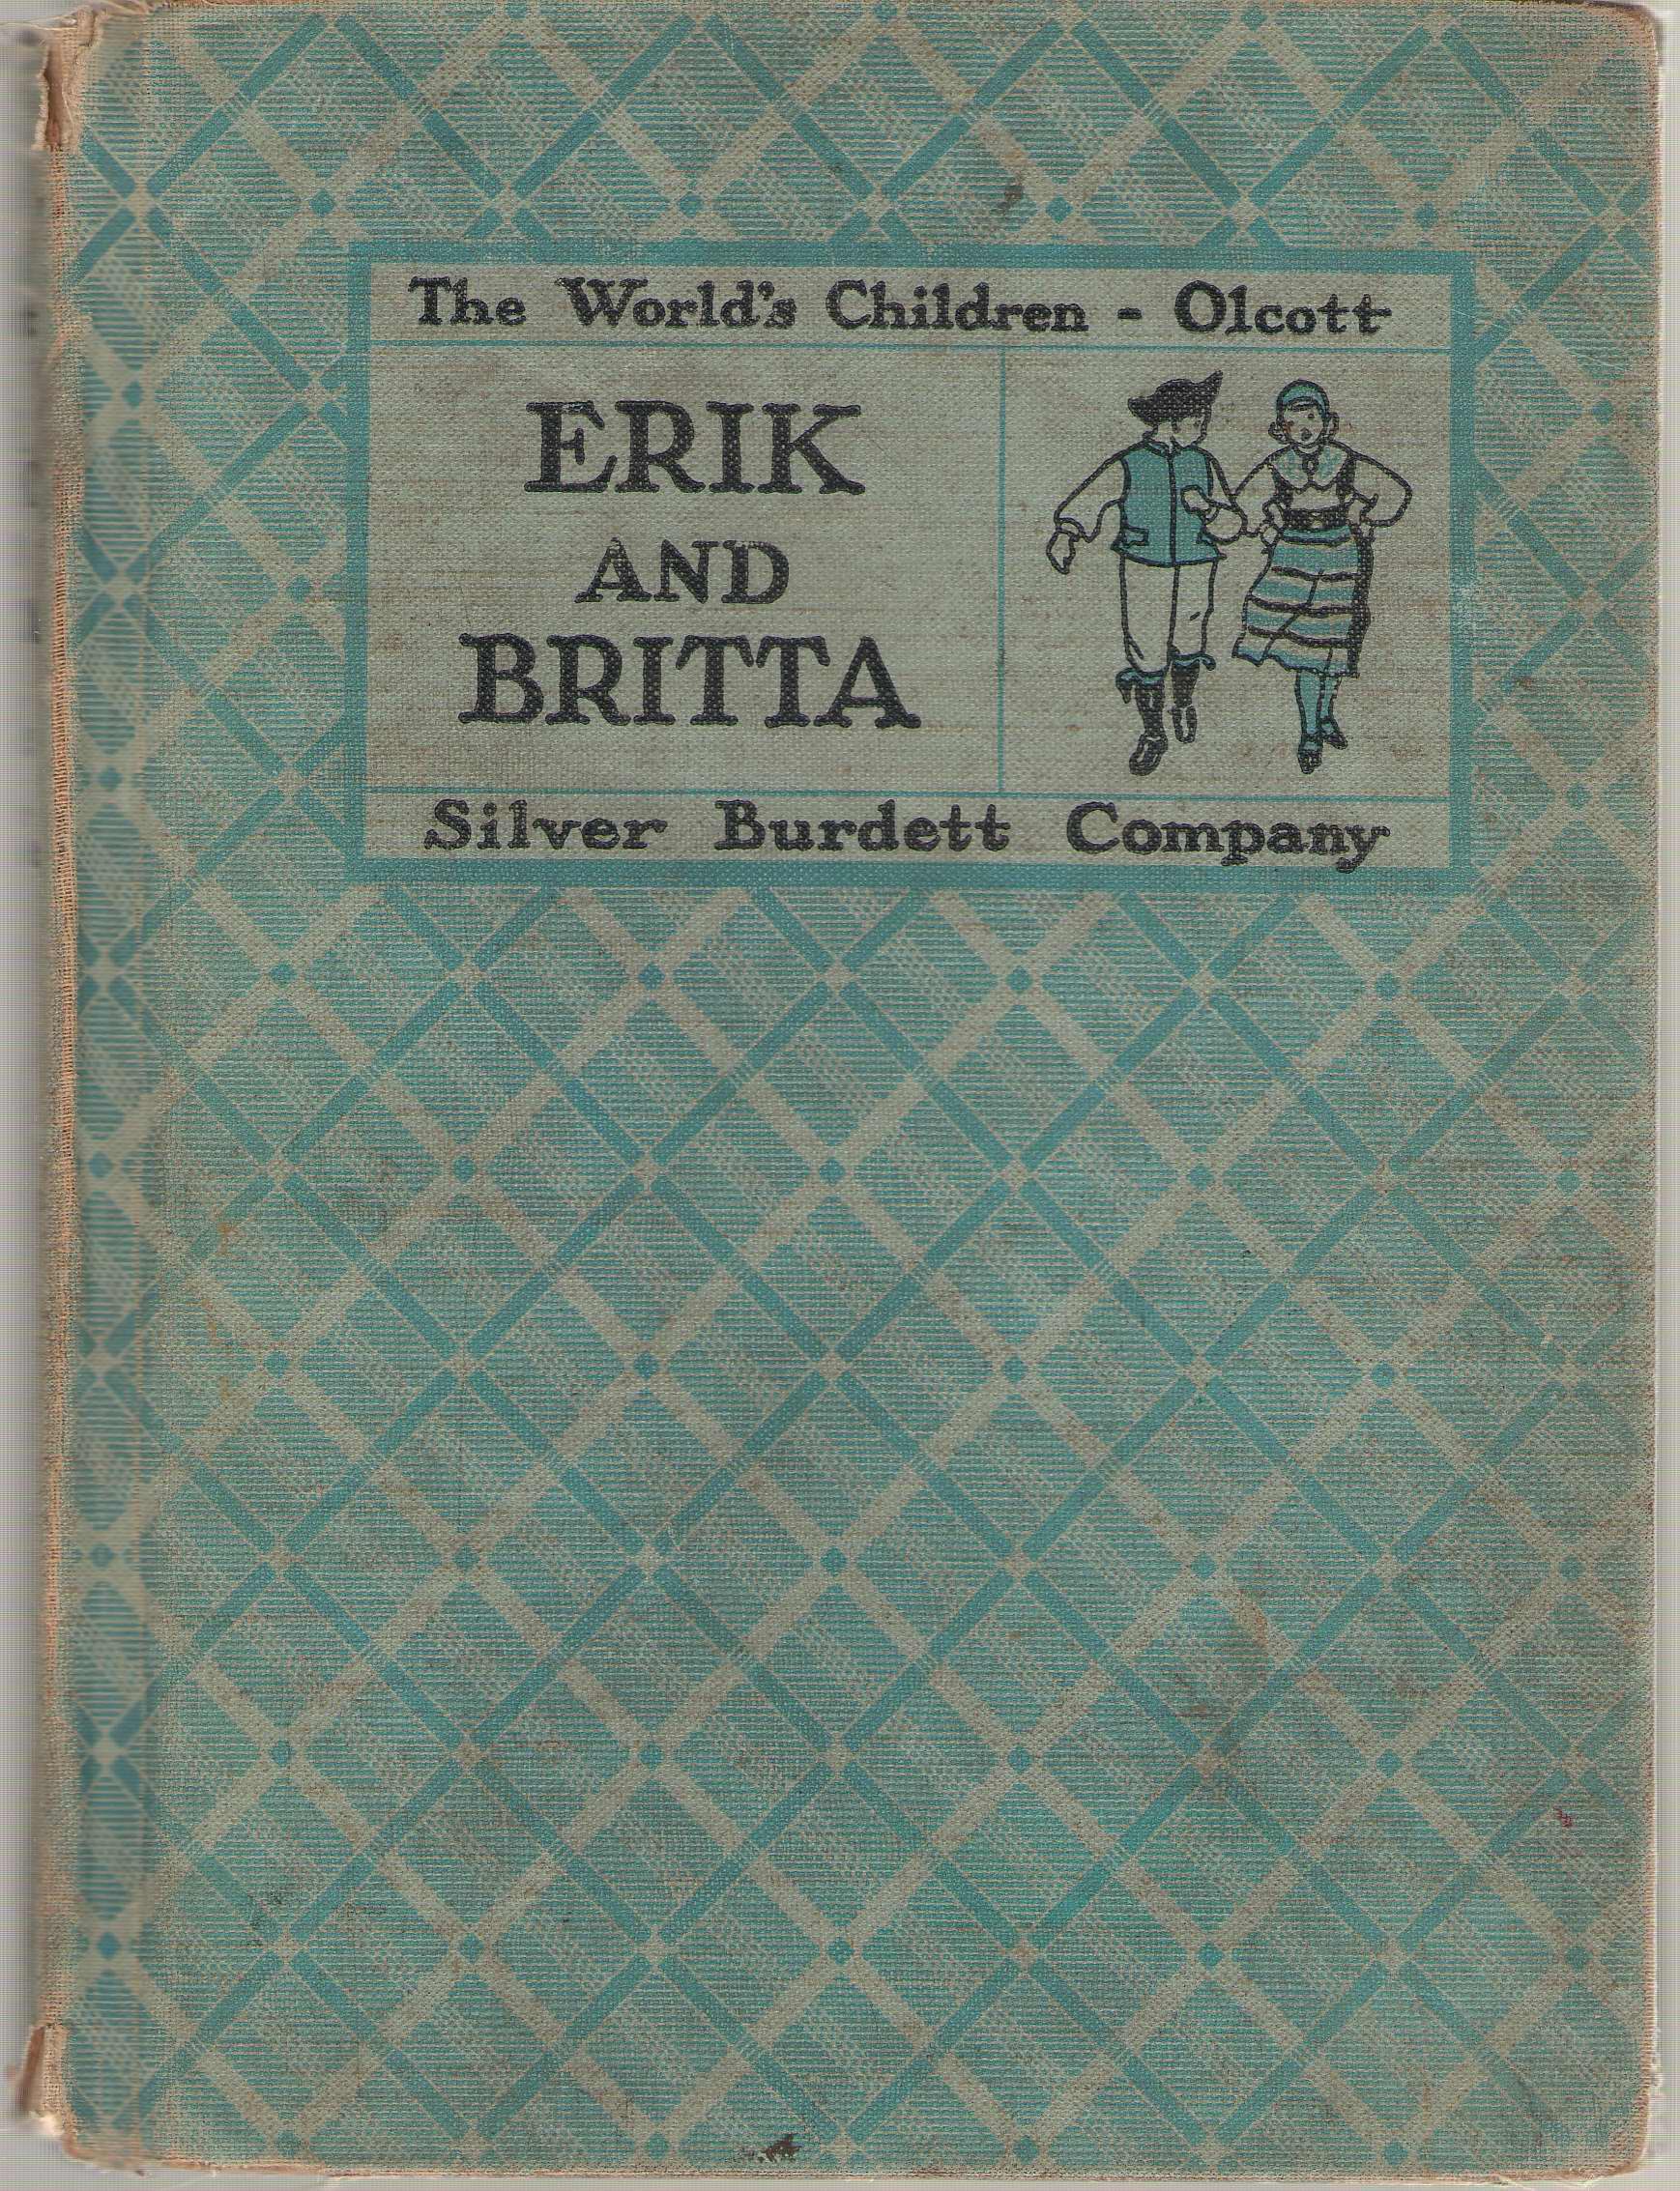 The World's Children - Olcott
ERIK
AND
BRITTA
Silver Burdett Company